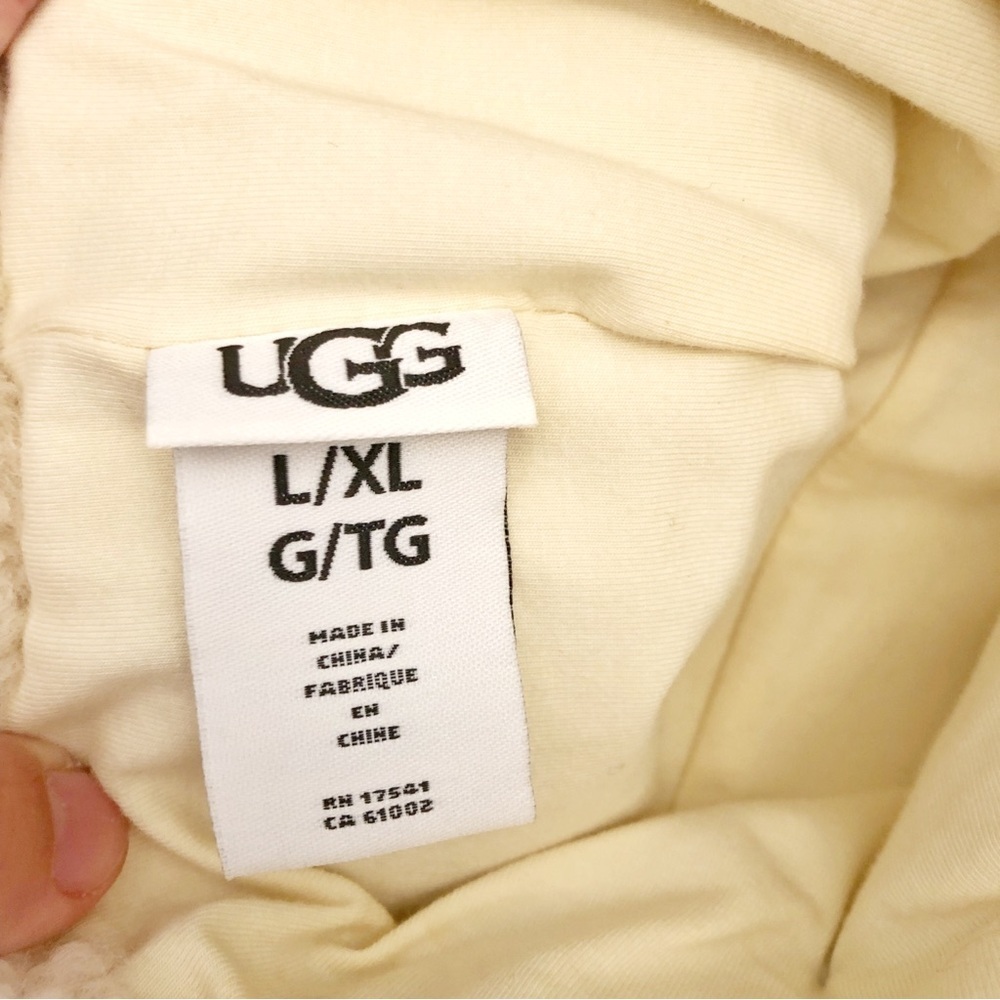 UGG
L/XL
G/TG
MADE IN
CHINA/
FABRIQUE
EN
CHINE
RN 17541
CA 61002